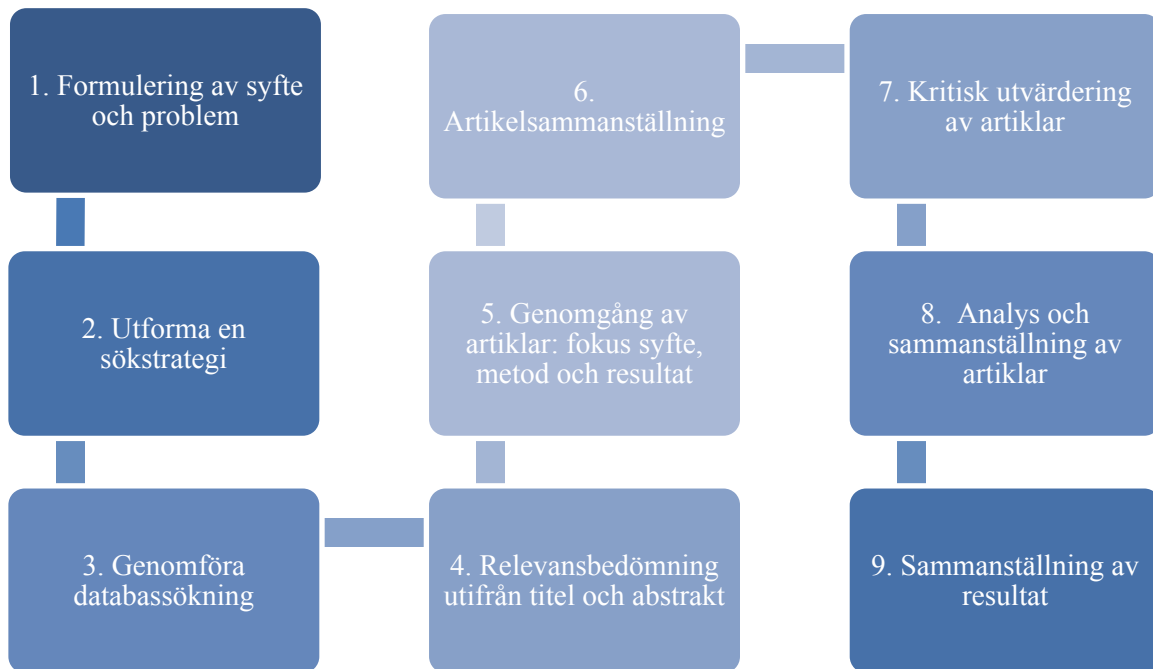 1. Formulering av syfte
och problem
2. Utforma en
sökstrategi
3. Genomföra
databassökning
4. Relevansbedömning
utifrån titel och abstrakt
5. Genomgång av
artiklar: fokus syfte,
metod och resultat
6.
Artikelsammanställning
7. Kritisk utvärdering
av artiklar
8. Analys och
sammanställning av
artiklar
9. Sammanställning av
resultat